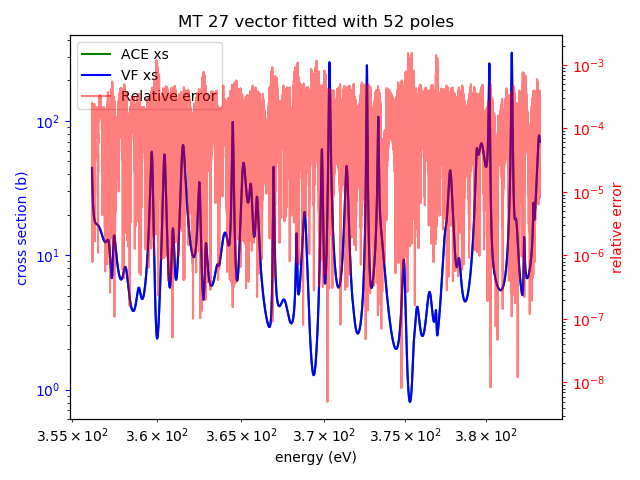 MT 27 vector fitted with 52 poles
ACE xs
VF xs
Relative error
cross section (b)
10²
10¹
10⁰
relative error
10⁻³
10⁻⁴
10⁻⁵
10⁻⁶
10⁻⁷
10⁻⁸
3.55 × 10² 3.6 × 10² 3.65 × 10² 3.7 × 10² 3.75 × 10² 3.8 × 10²
energy (eV)